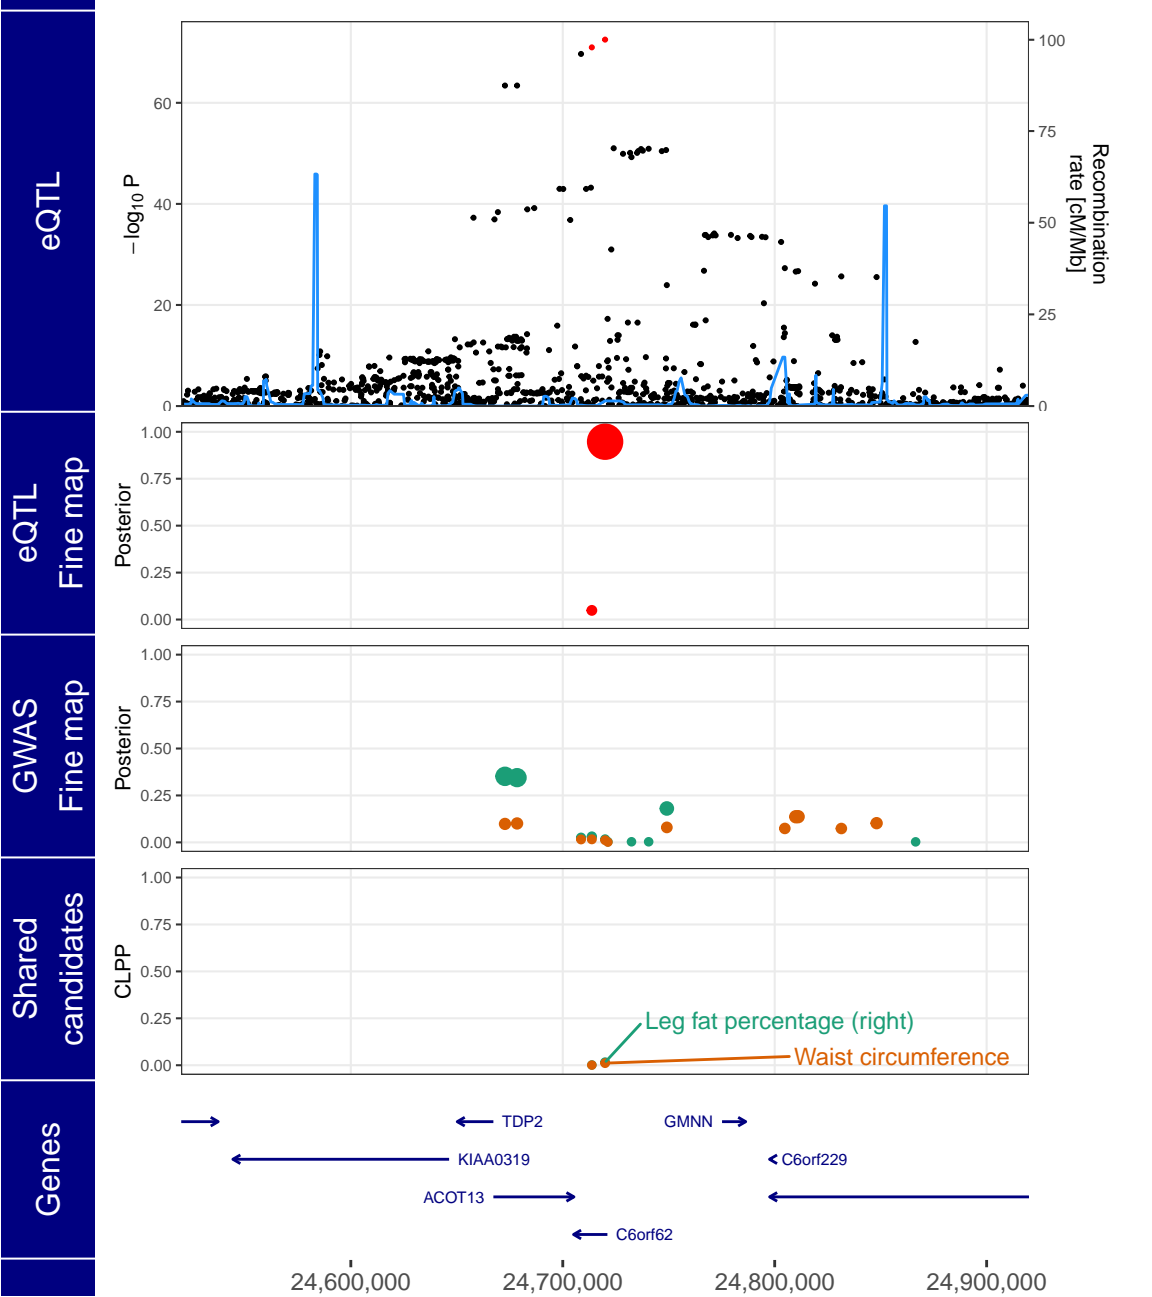 eQTL
−log10 P
60
40
20
0
100
75
50
25
0
Recombination
rate [cM/Mb]
eQTL
Fine map
Posterior
1.00
0.75
0.50
0.25
0.00
GWAS
Fine map
Posterior
1.00
0.75
0.50
0.25
0.00
Shared
candidates
CLPP
1.00
0.75
0.50
0.25
0.00
Leg fat percentage (right)
Waist circumference
Genes
TDP2
GMNN
KIAA0319
C6orf229
ACOT13
C6orf62
24,600,000
24,700,000
24,800,000
24,900,000